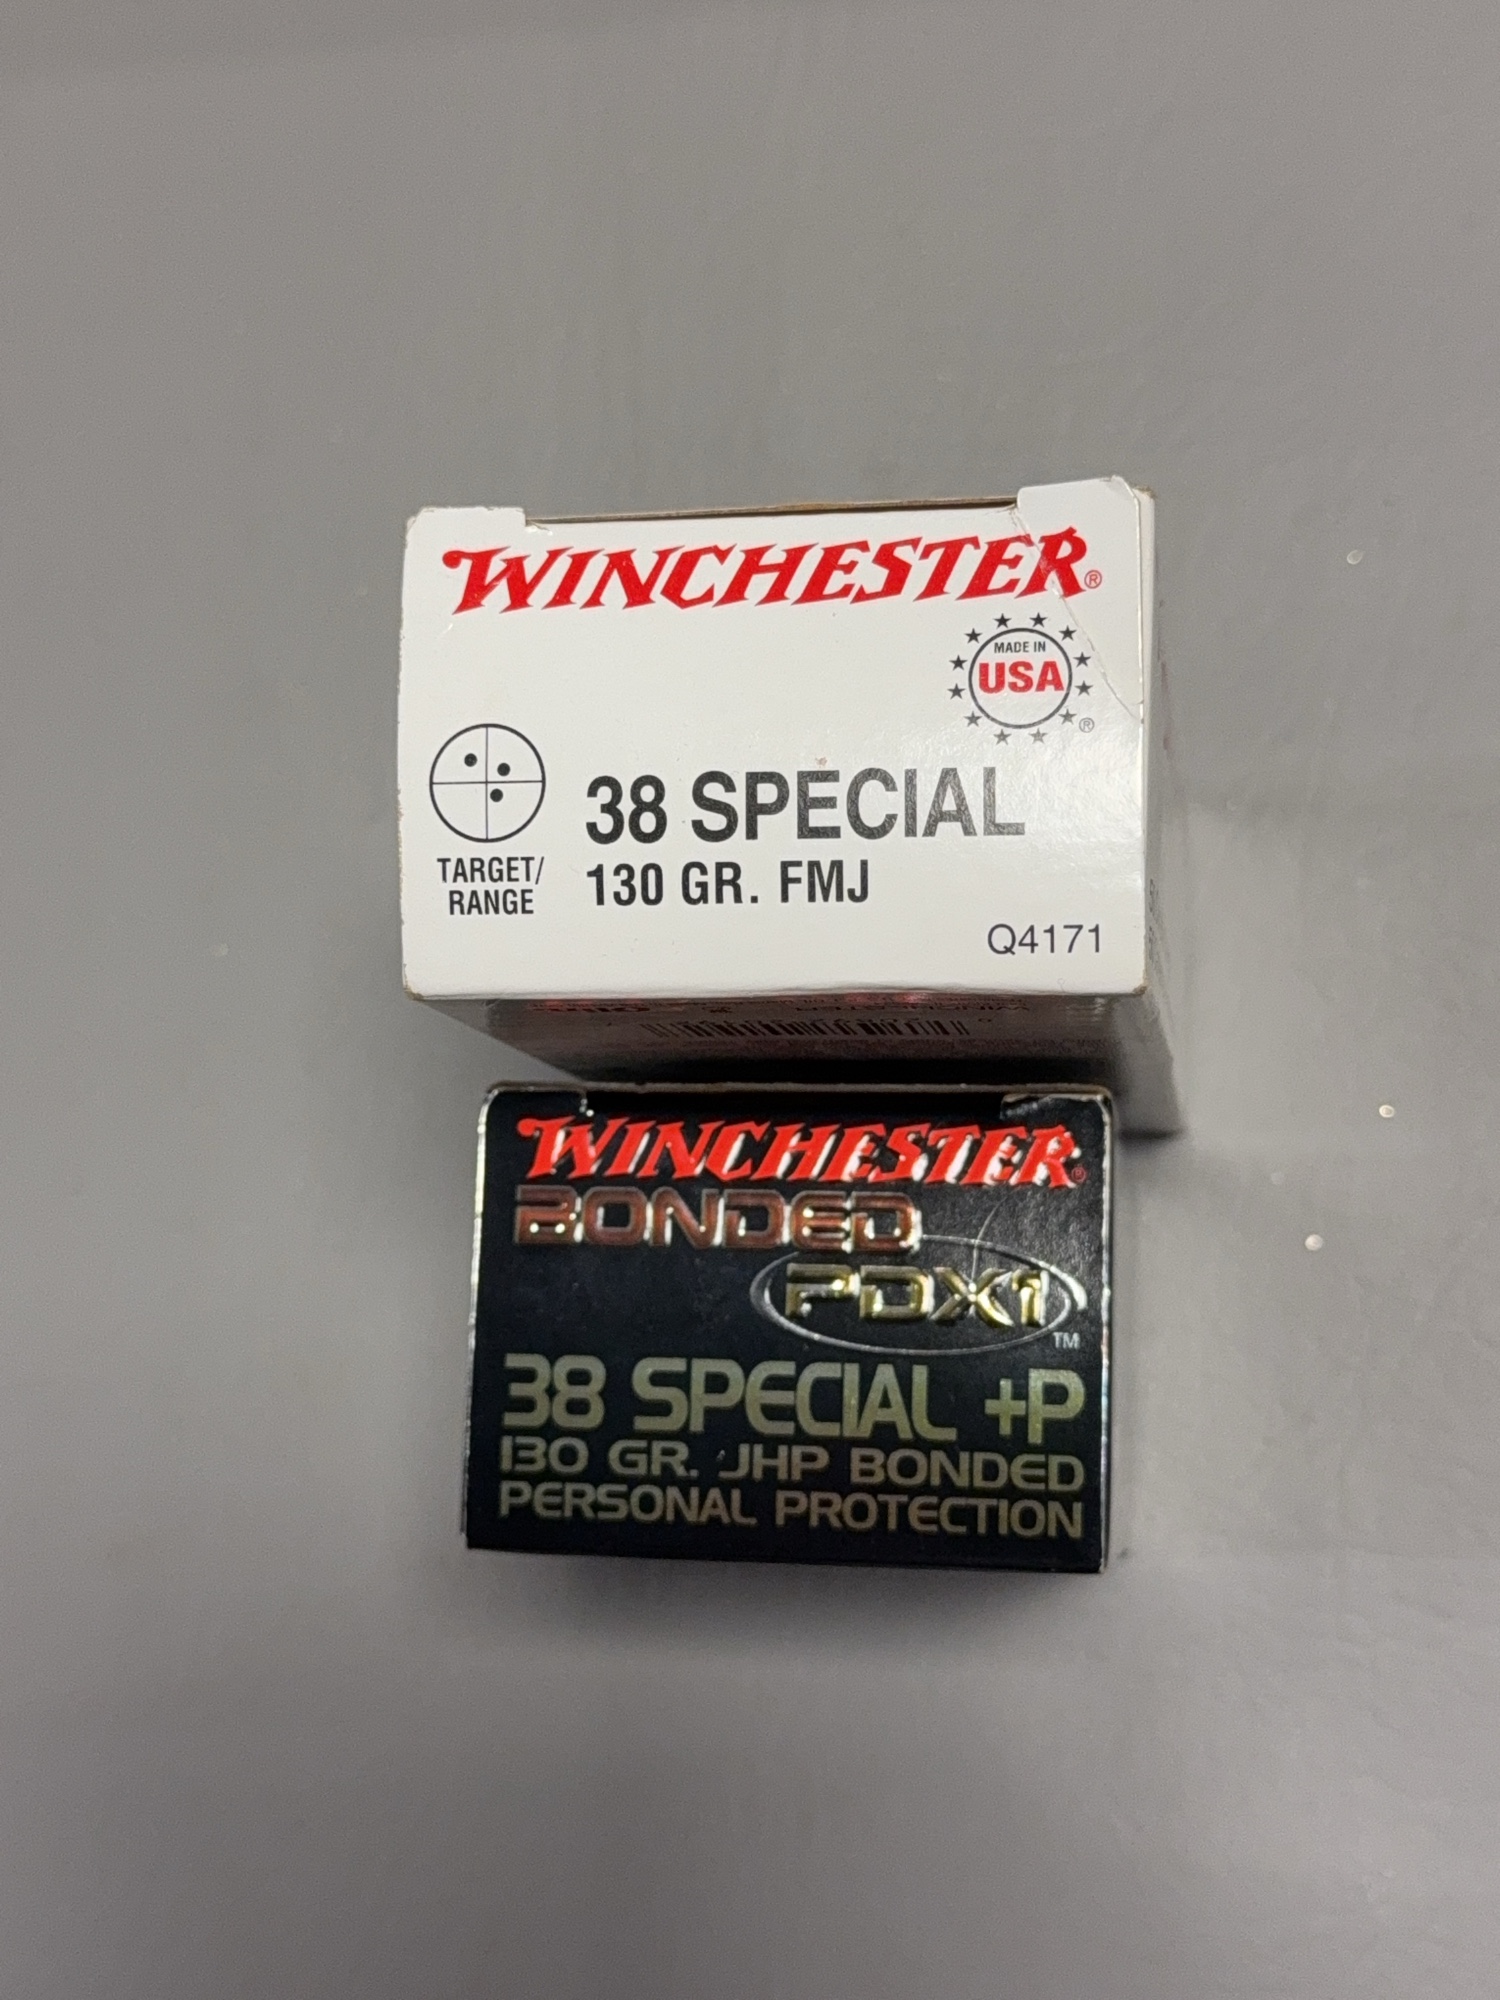 WINCHESTER®
MADE IN
USA
®
38 SPECIAL
130 GR. FMJ
TARGET/
RANGE
Q4171
WINCHESTER®
BONDED
PDX1
TM
38 SPECIAL +P
130 GR. JHP BONDED
PERSONAL PROTECTION